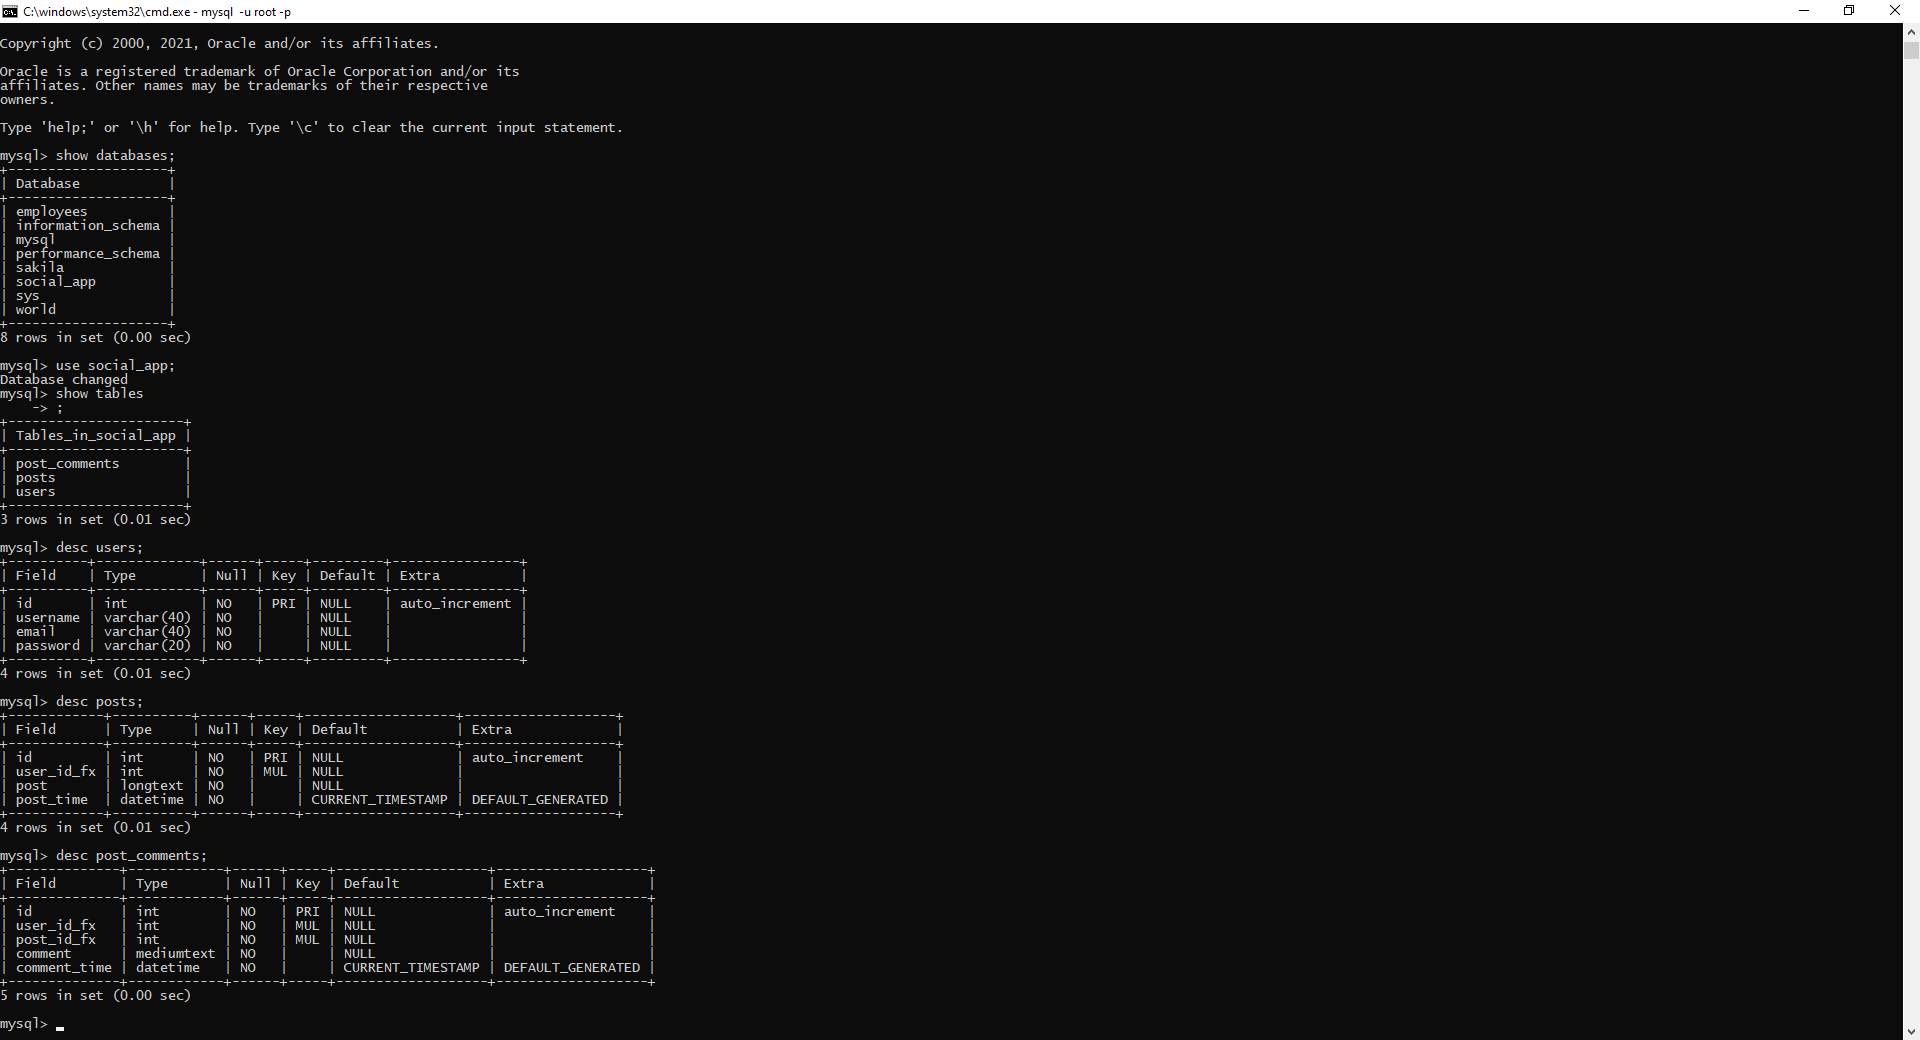 C:\windows\system32\cmd.exe - mysql  -u root -p
Copyright (c) 2000, 2021, Oracle and/or its affiliates.
Oracle is a registered trademark of Oracle Corporation and/or its
affiliates. Other names may be trademarks of their respective
owners.
Type 'help;' or '\h' for help. Type '\c' to clear the current input statement.
mysql> show databases;
+--------------------+
| Database           |
+--------------------+
| employees          |
| information_schema |
| mysql              |
| performance_schema |
| sakila             |
| social_app         |
| sys                |
| world              |
+--------------------+
8 rows in set (0.00 sec)
mysql> use social_app;
Database changed
mysql> show tables
    -> ;
+----------------------+
| Tables_in_social_app |
+----------------------+
| post_comments        |
| posts                |
| users                |
+----------------------+
3 rows in set (0.01 sec)
mysql> desc users;
+----------+-------------+------+-----+---------+----------------+
| Field    | Type        | Null | Key | Default | Extra          |
+----------+-------------+------+-----+---------+----------------+
| id       | int         | NO   | PRI | NULL    | auto_increment |
| username | varchar(40) | NO   |     | NULL    |                |
| email    | varchar(40) | NO   |     | NULL    |                |
| password | varchar(20) | NO   |     | NULL    |                |
+----------+-------------+------+-----+---------+----------------+
4 rows in set (0.01 sec)
mysql> desc posts;
+------------+----------+------+-----+-------------------+-------------------+
| Field      | Type     | Null | Key | Default           | Extra             |
+------------+----------+------+-----+-------------------+-------------------+
| id         | int      | NO   | PRI | NULL              | auto_increment    |
| user_id_fx | int      | NO   | MUL | NULL              |                   |
| post       | longtext | NO   |     | NULL              |                   |
| post_time  | datetime | NO   |     | CURRENT_TIMESTAMP | DEFAULT_GENERATED |
+------------+----------+------+-----+-------------------+-------------------+
4 rows in set (0.01 sec)
mysql> desc post_comments;
+--------------+------------+------+-----+-------------------+-------------------+
| Field        | Type       | Null | Key | Default           | Extra             |
+--------------+------------+------+-----+-------------------+-------------------+
| id           | int        | NO   | PRI | NULL              | auto_increment    |
| user_id_fx   | int        | NO   | MUL | NULL              |                   |
| post_id_fx   | int        | NO   | MUL | NULL              |                   |
| comment      | mediumtext | NO   |     | NULL              |                   |
| comment_time | datetime   | NO   |     | CURRENT_TIMESTAMP | DEFAULT_GENERATED |
+--------------+------------+------+-----+-------------------+-------------------+
5 rows in set (0.00 sec)
mysql> _